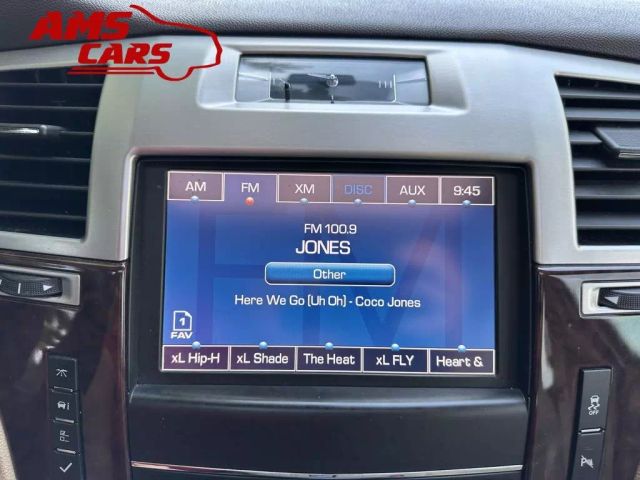 AMS
CARS
AM FM XM DISC AUX 9:45
FM 100.9
JONES
Other
Here We Go (Uh Oh) - Coco Jones
1
FAV
xL Hip-H xL Shade The Heat xL FLY Heart &
OFF